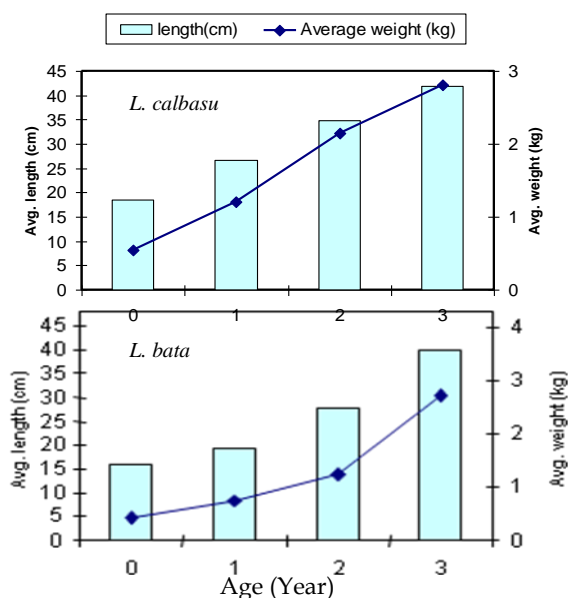 length(cm) Average weight (kg)
45
40
35
30
25
20
15
10
5
0
Avg. length (cm)
L. calbasu
3
2
1
0
Avg. weight (kg)
0 1 2 3
45
40
35
30
25
20
15
10
5
0
Avg. length(cm)
L. bata
4
3
2
1
0
Avg. weight(kg)
0 1 2 3
Age (Year)